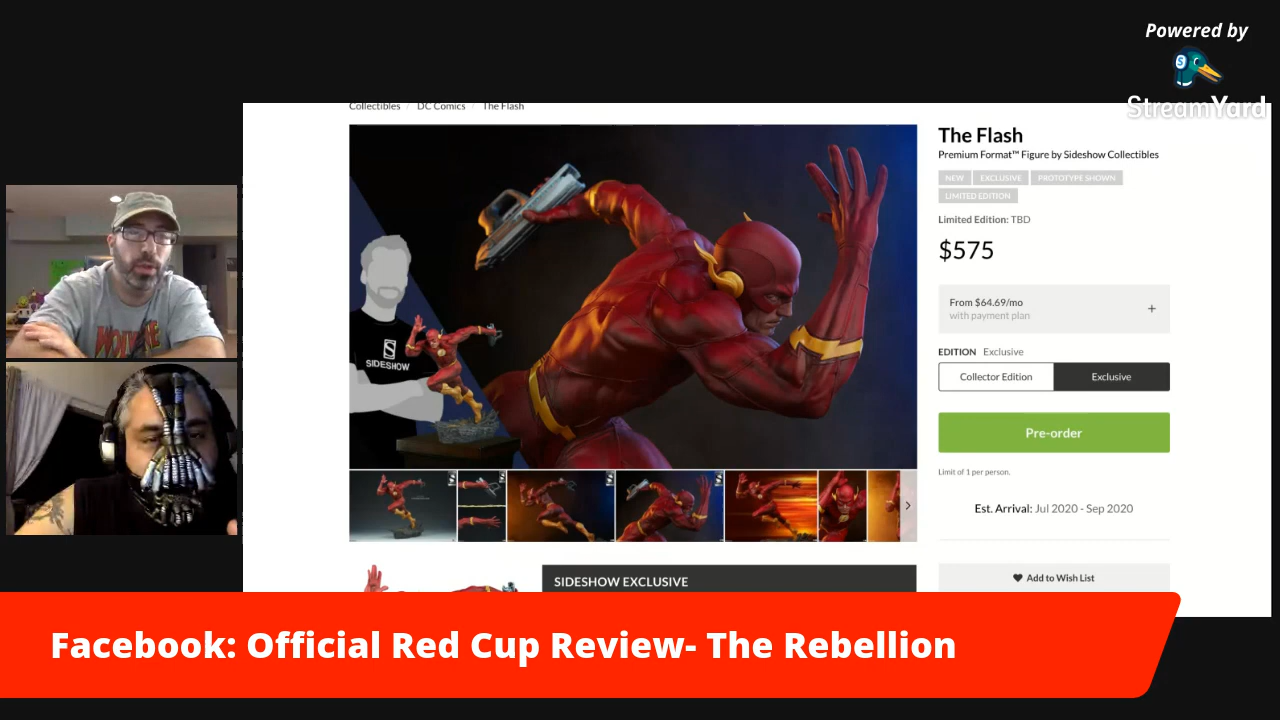 Powered by
StreamYard
Collectibles / DC Comics / The Flash
SIDESHOW
The Flash
Premium Format™ Figure by Sideshow Collectibles
NEW EXCLUSIVE PROTOTYPE SHOWN
LIMITED EDITION
Limited Edition: TBD
$575
From $64.69/mo
with payment plan
+
EDITION Exclusive
Collector Edition Exclusive
Pre-order
Limit of 1 per person.
Est. Arrival: Jul 2020 - Sep 2020
Add to Wish List
SIDESHOW EXCLUSIVE
Facebook: Official Red Cup Review- The Rebellion